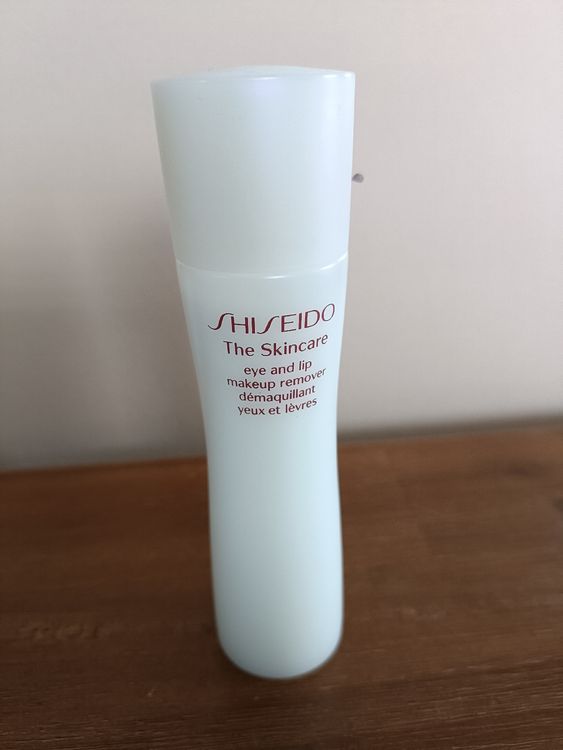 SHISEIDO
The Skincare
eye and lip
makeup remover
démaquillant
yeux et lèvres